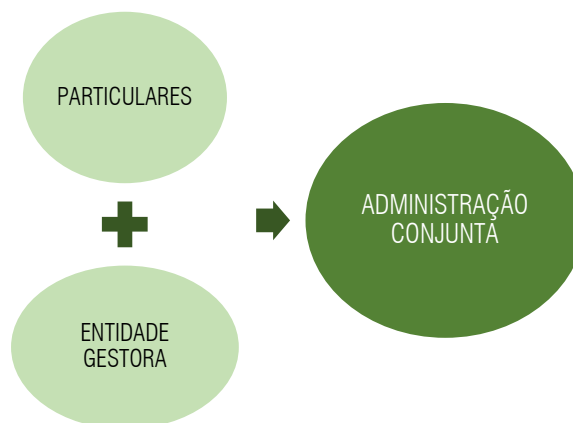 PARTICULARES
ENTIDADE
GESTORA
ADMINISTRAÇÃO
CONJUNTA